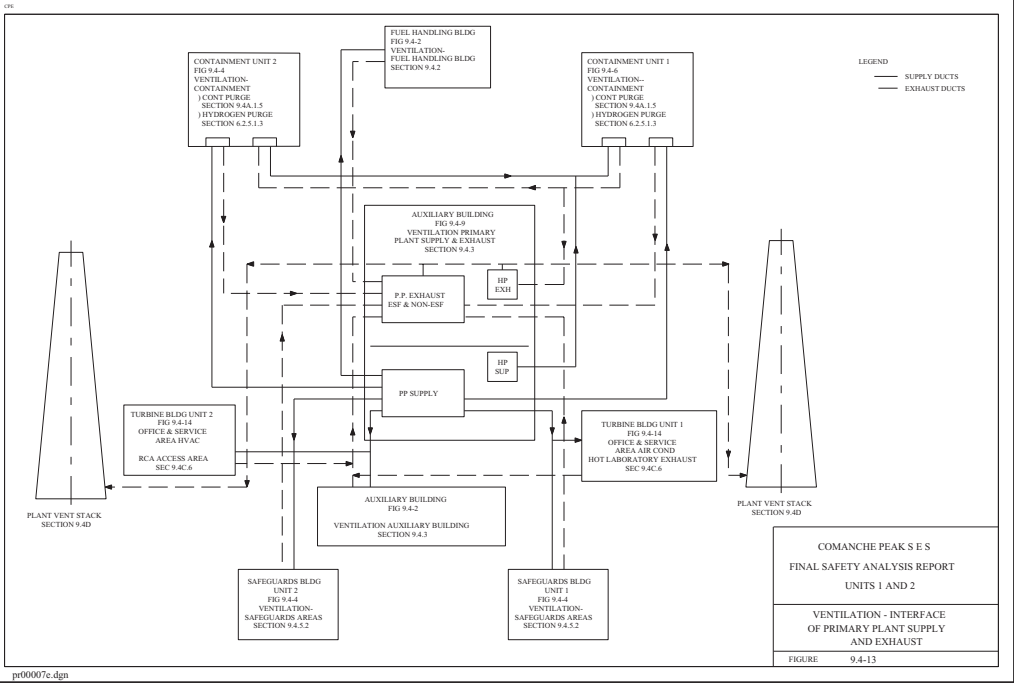 CPE
FUEL HANDLING BLDG
FIG 9.4-2
VENTILATION-
FUEL HANDLING BLDG
SECTION 9.4.2
CONTAINMENT UNIT 2
FIG 9.4-4
VENTILATION-
CONTAINMENT
) CONT PURGE
SECTION 9.4A.1.5
) HYDROGEN PURGE
SECTION 6.2.5.1.3
CONTAINMENT UNIT 1
FIG 9.4-6
VENTILATION--
CONTAINMENT
) CONT PURGE
SECTION 9.4A.1.5
) HYDROGEN PURGE
SECTION 6.2.5.1.3
LEGEND
SUPPLY DUCTS
EXHAUST DUCTS
AUXILIARY BUILDING
FIG 9.4-9
VENTILATION PRIMARY
PLANT SUPPLY & EXHAUST
SECTION 9.4.3
P.P. EXHAUST
ESF & NON-ESF
HP
EXH
HP
SUP
PP SUPPLY
TURBINE BLDG UNIT 2
FIG 9.4-14
OFFICE & SERVICE
AREA HVAC
RCA ACCESS AREA
SEC 9.4C.6
TURBINE BLDG UNIT 1
FIG 9.4-14
OFFICE & SERVICE
AREA AIR COND
HOT LABORATORY EXHAUST
SEC 9.4C.6
PLANT VENT STACK
SECTION 9.4D
PLANT VENT STACK
SECTION 9.4D
AUXILIARY BUILDING
FIG 9.4-2
VENTILATION AUXILIARY BUILDING
SECTION 9.4.3
SAFEGUARDS BLDG
UNIT 2
FIG 9.4-4
VENTILATION-
SAFEGUARDS AREAS
SECTION 9.4.5.2
SAFEGUARDS BLDG
UNIT 1
FIG 9.4-4
VENTILATION-
SAFEGUARDS AREAS
SECTION 9.4.5.2
COMANCHE PEAK S E S
FINAL SAFETY ANALYSIS REPORT
UNITS 1 AND 2
VENTILATION - INTERFACE
OF PRIMARY PLANT SUPPLY
AND EXHAUST
FIGURE 9.4-13
pr00007e.dgn